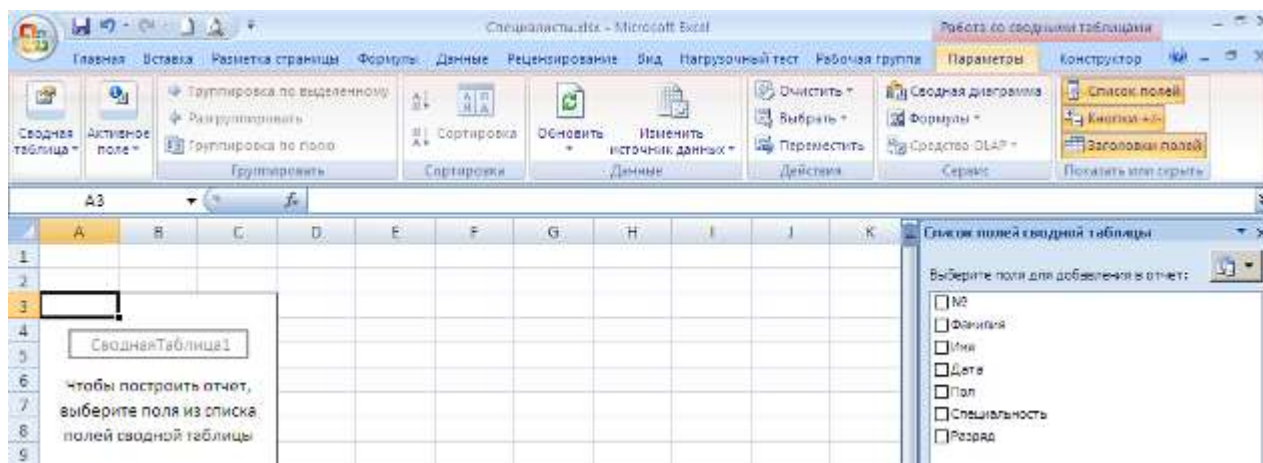 Специалисты.xlsx - Microsoft Excel
Работа со сводными таблицами
Главная Вставка Разметка страницы Формулы Данные Рецензирование Вид Нагрузочный тест Рабочая группа Параметры Конструктор
Сводная таблица
Активное поле
Группировка по выделенному
Разгруппировать
Группировка по полю
Группировать
Сортировка
Сортировка
Обновить
Изменить источник данных
Данные
Очистить
Выбрать
Переместить
Действия
Сводная диаграмма
Формулы
Средства OLAP
Сервис
Список полей
Кнопки +/-
Заголовки полей
Показать или скрыть
A3 fx
A B C D E F G H I J K
1
2
3
4
5
6
7
8
9
СводнаяТаблица1
Чтобы построить отчет,
выберите поля из списка
полей сводной таблицы
Список полей сводной таблицы
Выберите поля для добавления в отчет:
№
Фамилия
Имя
Дата
Пол
Специальность
Разряд